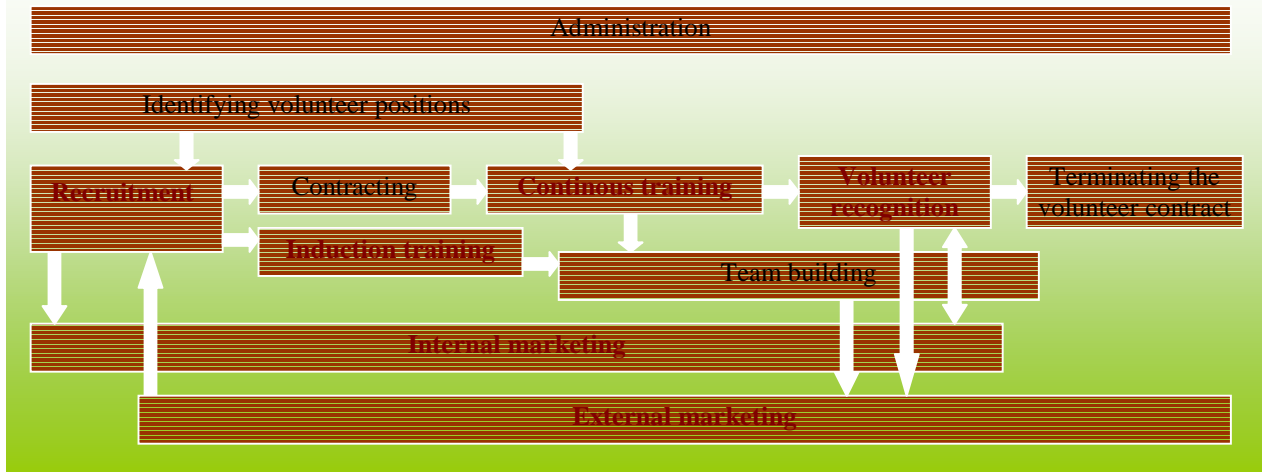 Administration
Identifying volunteer positions
Recruitment
Contracting
Continous training
Volunteer
recognition
Terminating the
volunteer contract
Induction training
Team building
Internal marketing
External marketing